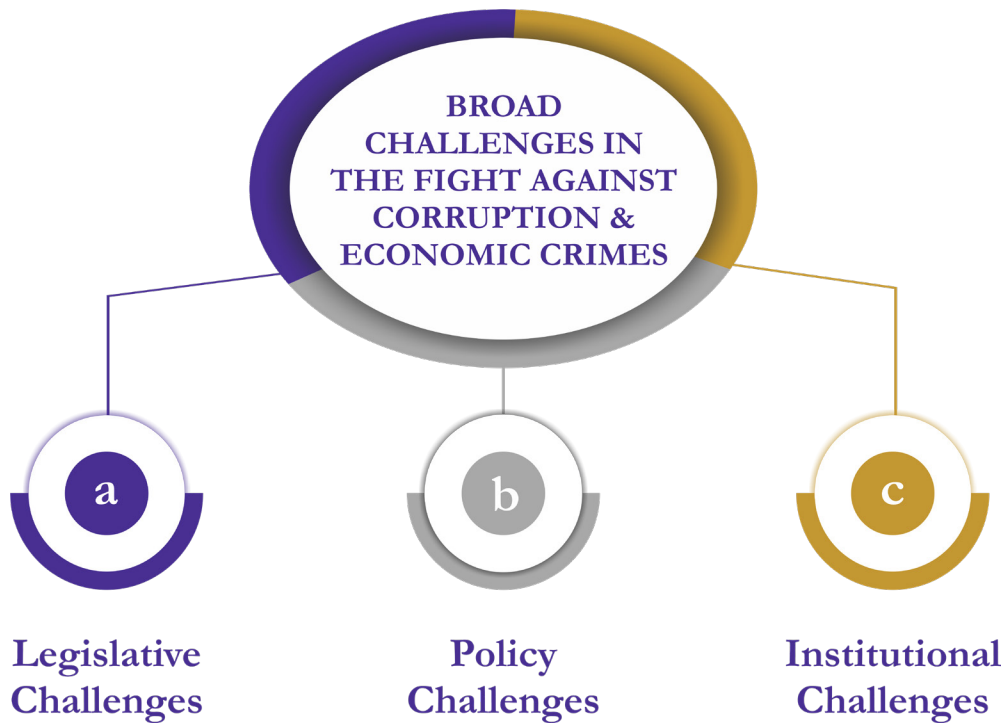 BROAD
CHALLENGES IN
THE FIGHT AGAINST
CORRUPTION &
ECONOMIC CRIMES
a
b
c
Legislative
Challenges
Policy
Challenges
Institutional
Challenges